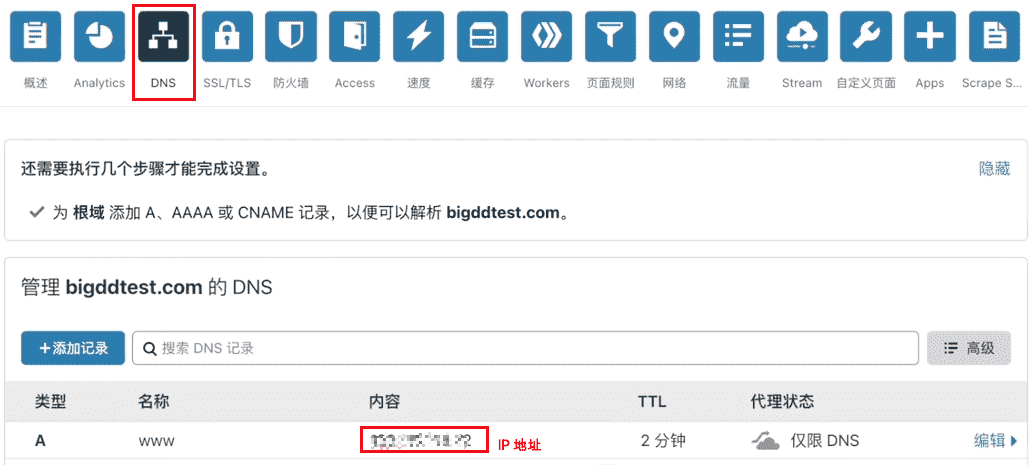 概述 Analytics DNS SSL/TLS 防火墙 Access 速度 缓存 Workers 页面规则 网络 流量 Stream 自定义页面 Apps Scrape S...
还需要执行几个步骤才能完成设置。 隐藏
为 根域 添加 A、AAAA 或 CNAME 记录，以便可以解析 bigddtest.com。
管理 bigddtest.com 的 DNS
+添加记录 搜索 DNS 记录 高级
类型 名称 内容 TTL 代理状态
A www IP 地址 2 分钟 仅限 DNS 编辑